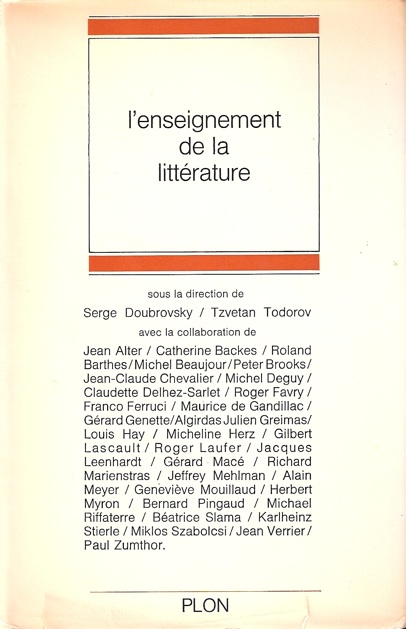 l'enseignement
de la
littérature
sous la direction de
Serge Doubrovsky / Tzvetan Todorov
avec la collaboration de
Jean Alter / Catherine Backes / Roland
Barthes/Michel Beaujour/Peter Brooks/
Jean-Claude Chevalier / Michel Deguy /
Claudette Delhez-Sarlet / Roger Favry /
Franco Ferruci / Maurice de Gandillac /
Gérard Genette/Algirdas Julien Greimas/
Louis Hay / Micheline Herz / Gilbert
Lascault / Roger Laufer / Jacques
Leenhardt / Gérard Macé / Richard
Marienstras / Jeffrey Mehlman / Alain
Meyer / Geneviève Mouillaud / Herbert
Myron / Bernard Pingaud / Michael
Riffaterre / Béatrice Slama / Karlheinz
Stierle / Miklos Szabolcsi / Jean Verrier /
Paul Zumthor.
PLON